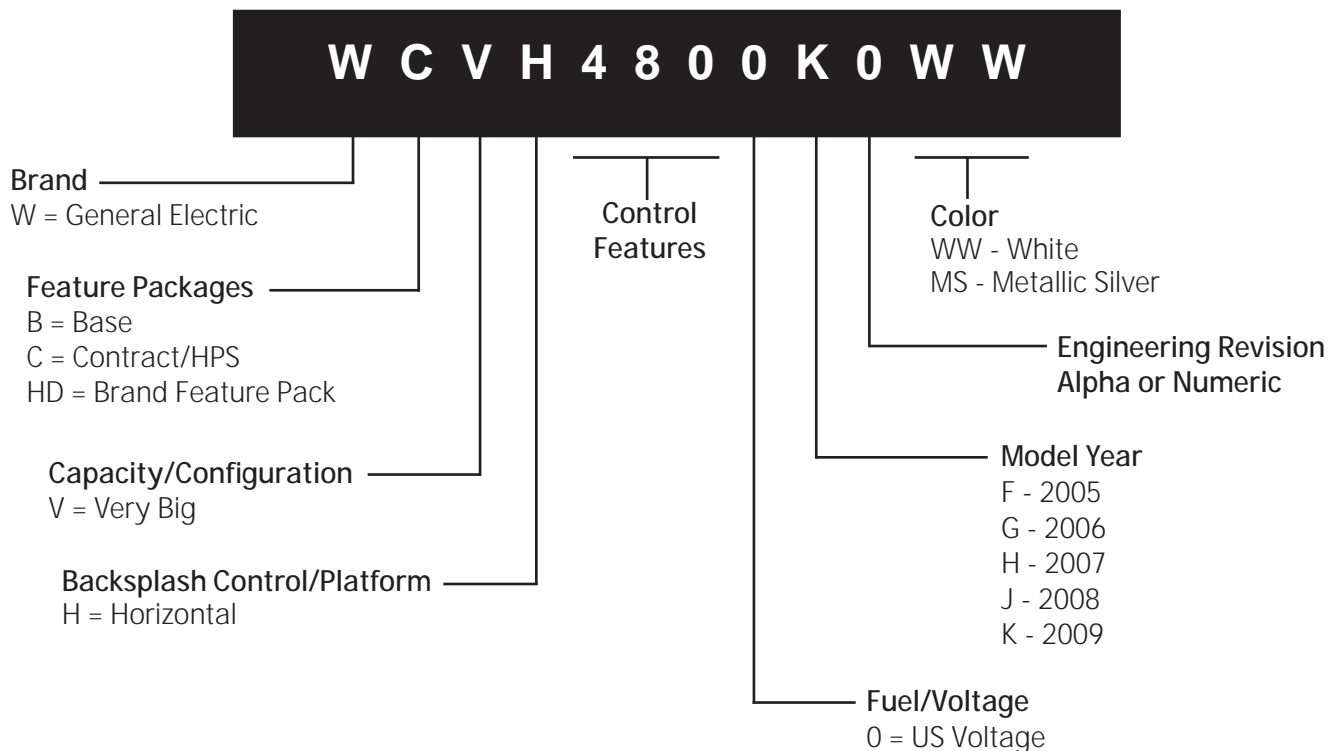 W C V H 4 8 0 0 K 0 W W
Brand
W = General Electric
Feature Packages
B = Base
C = Contract/HPS
HD = Brand Feature Pack
Capacity/Configuration
V = Very Big
Backsplash Control/Platform
H = Horizontal
Control
Features
Color
WW - White
MS - Metallic Silver
Engineering Revision
Alpha or Numeric
Model Year
F - 2005
G - 2006
H - 2007
J - 2008
K - 2009
Fuel/Voltage
0 = US Voltage